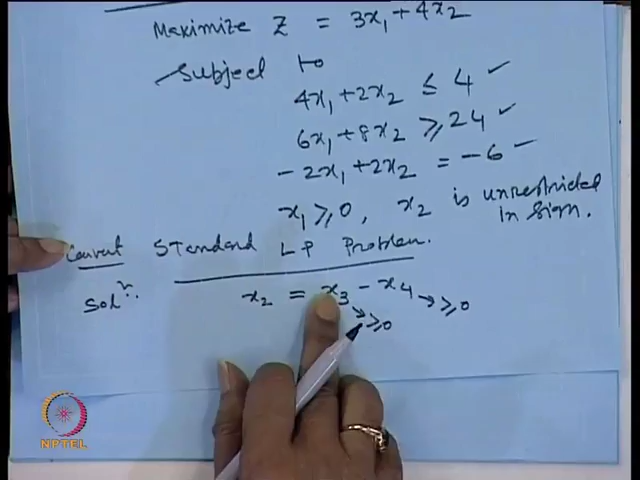 Maximize Z = 3x₁ + 4x₂
Subject to
4x₁ + 2x₂ ≤ 4 ✓
6x₁ + 8x₂ ≥ 24 ✓
- 2x₁ + 2x₂ = - 6
x₁ ≥ 0, x₂ is unrestricted
in sign.
Convert Standard LP Problem.
Solⁿ:
x₂ = x₃ - x₄ → ≥ 0
→ ≥ 0
NPTEL